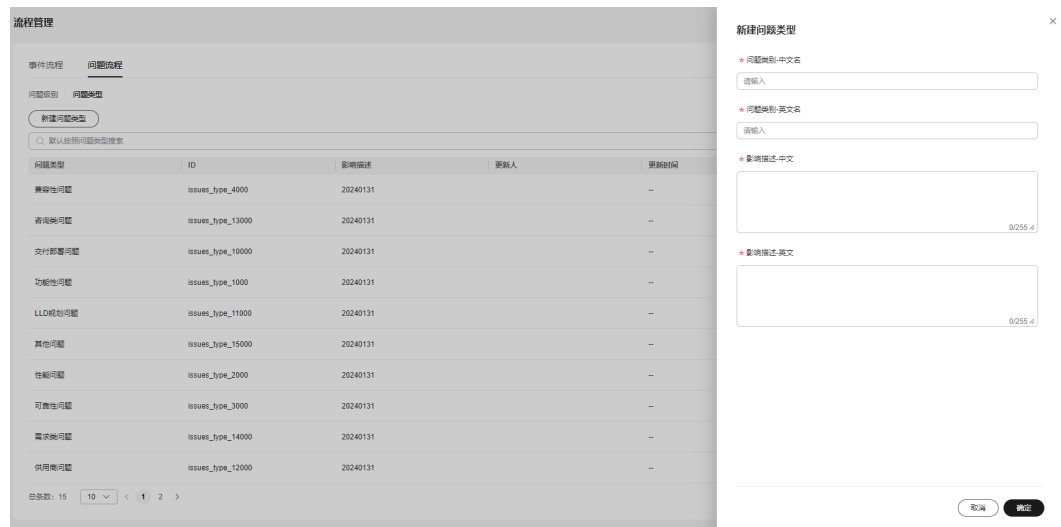 流程管理
事件流程 问题流程
问题级别 问题类型
新建问题类型
默认按照问题类型搜索
问题类型 ID 影响描述 更新人 更新时间
兼容性问题 issues_type_4000 20240131 --
咨询类问题 issues_type_13000 20240131 --
交付部署问题 issues_type_10000 20240131 --
功能性问题 issues_type_1000 20240131 --
LLD规划问题 issues_type_11000 20240131 --
其他问题 issues_type_15000 20240131 --
性能问题 issues_type_2000 20240131 --
可靠性问题 issues_type_3000 20240131 --
需求类问题 issues_type_14000 20240131 --
供用商问题 issues_type_12000 20240131 --
总条数: 15 10 < 1 2 >
新建问题类型
* 问题类别-中文名
请输入
* 问题类别-英文名
请输入
* 影响描述-中文
0/255
* 影响描述-英文
0/255
取消 确定